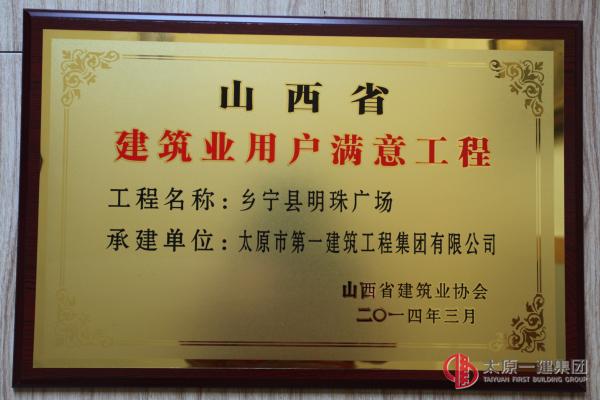 山西省
建筑业用户满意工程
工程名称：乡宁县明珠广场
承建单位：太原市第一建筑工程集团有限公司
山西省建筑业协会
二〇一四年三月
太原一建集团
TAIYUAN FIRST BUILDING GROUP